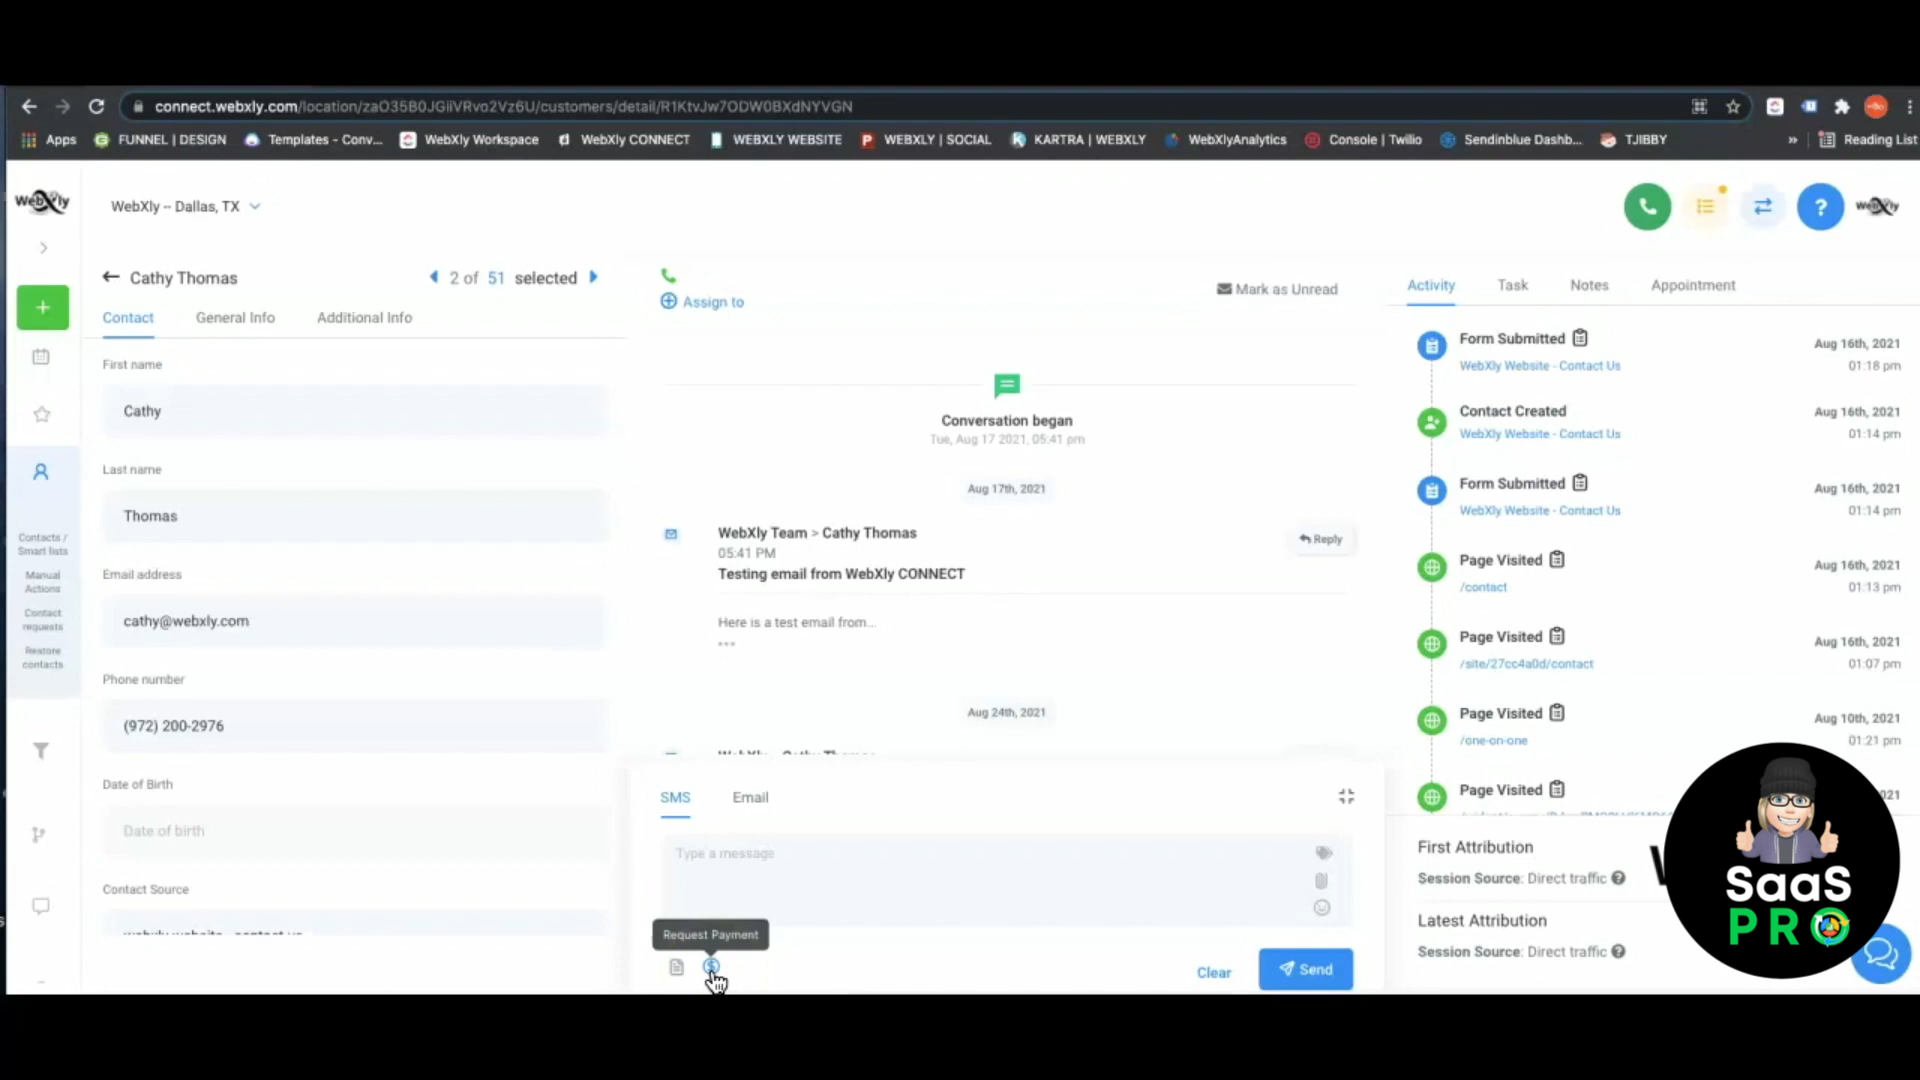 connect.webxly.com/location/zaO35B0JGiiVRvo2Vz6U/customers/detail/R1KtvJw7ODW0BXdNYVGN
Apps FUNNEL | DESIGN Templates - Conv... WebXly Workspace WebXly CONNECT WEBXLY WEBSITE WEBXLY | SOCIAL KARTRA | WEBXLY WebXlyAnalytics Console | Twilio Sendinblue Dashb... TJIBBY » Reading List
WebXly
WebXly -- Dallas, TX
WebXly
Cathy Thomas
2 of 51 selected
Contact General Info Additional Info
First name
Cathy
Last name
Thomas
Email address
cathy@webxly.com
Phone number
(972) 200-2976
Date of Birth
Date of birth
Contact Source
Contacts /
Smart lists
Manual
Actions
Contact
requests
Restore
contacts
Assign to
Mark as Unread
Conversation began
Tue, Aug 17 2021, 05:41 pm
Aug 17th, 2021
WebXly Team > Cathy Thomas
05:41 PM
Testing email from WebXly CONNECT
Reply
Here is a test email from...
Aug 24th, 2021
SMS Email
Type a message
Request Payment
Clear
Send
Activity Task Notes Appointment
Form Submitted
WebXly Website - Contact Us
Aug 16th, 2021
01:18 pm
Contact Created
WebXly Website - Contact Us
Aug 16th, 2021
01:14 pm
Form Submitted
WebXly Website - Contact Us
Aug 16th, 2021
01:14 pm
Page Visited
/contact
Aug 16th, 2021
01:13 pm
Page Visited
/site/27cc4a0d/contact
Aug 16th, 2021
01:07 pm
Page Visited
/one-on-one
Aug 10th, 2021
01:21 pm
Page Visited
First Attribution
Session Source: Direct traffic
Latest Attribution
Session Source: Direct traffic
SaaS
PRO